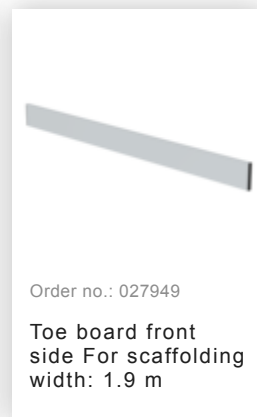 Order no.: 027949
Toe board front
side For scaffolding
width: 1.9 m